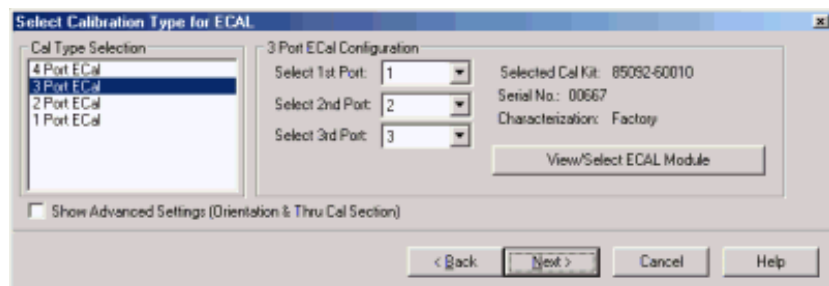 Select Calibration Type for ECAL
Cal Type Selection
4 Port ECal
3 Port ECal
2 Port ECal
1 Port ECal
3 Port ECal Configuration
Select 1st Port: 1
Select 2nd Port: 2
Select 3rd Port: 3
Selected Cal Kit: 85092-60010
Serial No.: 00667
Characterization: Factory
View/Select ECAL Module
Show Advanced Settings (Orientation & Thru Cal Section)
< Back
Next >
Cancel
Help